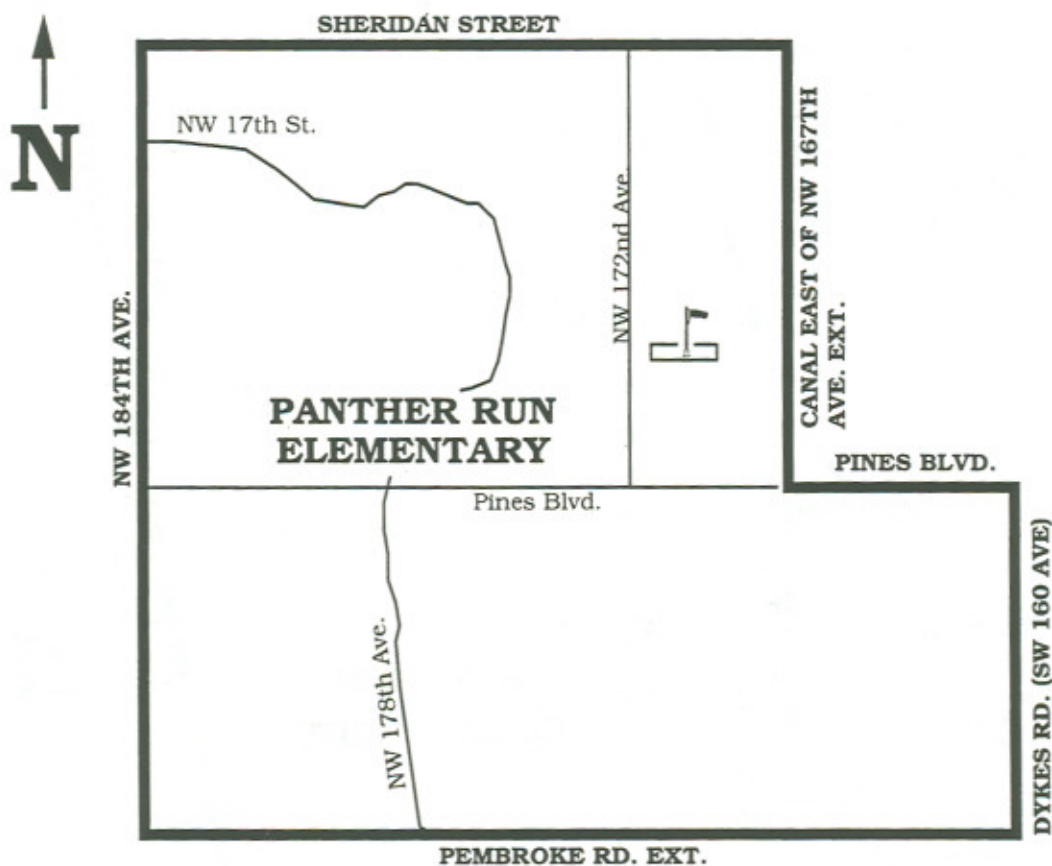 SHERIDAN STREET
N
NW 17th St.
NW 172nd Ave.
NW 184TH AVE.
CANAL EAST OF NW 167TH
AVE. EXT.
PANTHER RUN
ELEMENTARY
PINES BLVD.
Pines Blvd.
NW 178th Ave.
DYKES RD. (SW 160 AVE)
PEMBROKE RD. EXT.